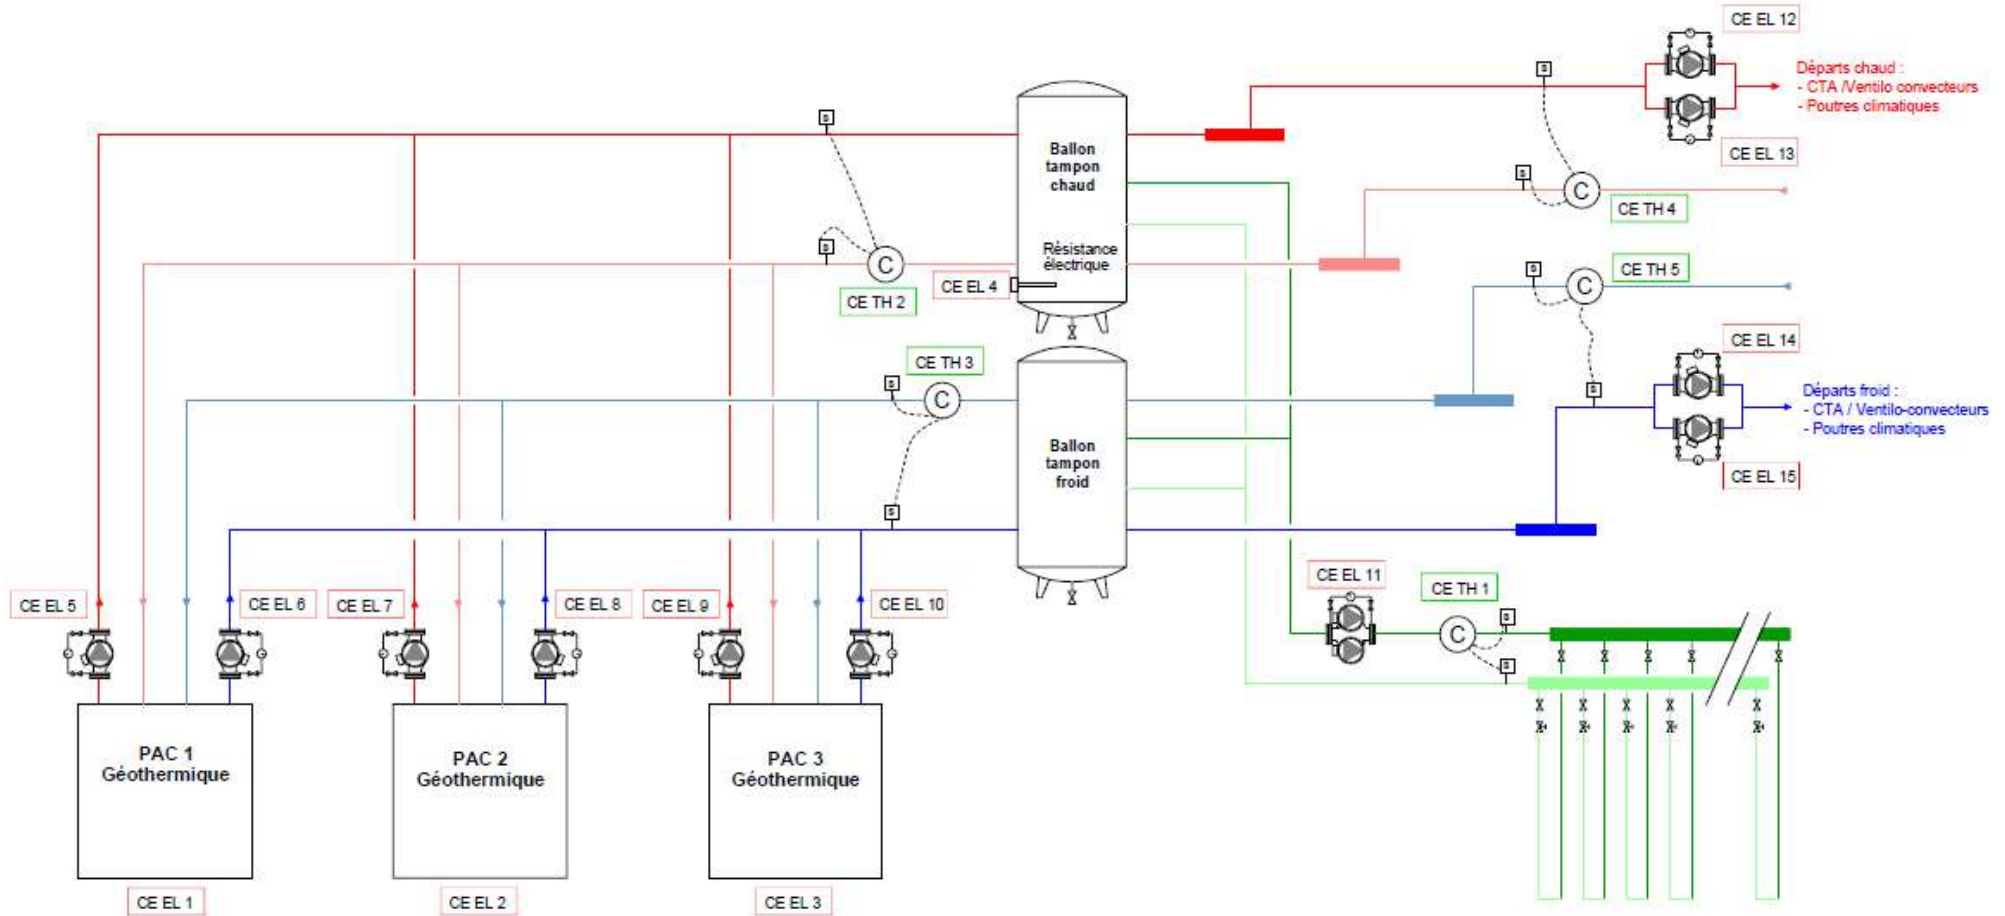 CE EL 12
Départs chaud :
- CTA /Ventilo convecteurs
- Poutres climatiques
CE EL 13
S
S
Ballon
tampon
chaud
S
C
CE TH 4
S
C
CE TH 2
Résistance
électrique
CE EL 4
S
C
CE TH 5
CE EL 14
S
Départs froid :
- CTA / Ventilo-convecteurs
- Poutres climatiques
CE EL 15
CE TH 3
S
C
S
Ballon
tampon
froid
CE EL 5
CE EL 6
CE EL 7
CE EL 8
CE EL 9
CE EL 10
CE EL 11
CE TH 1
C
S
S
PAC 1
Géothermique
PAC 2
Géothermique
PAC 3
Géothermique
CE EL 1
CE EL 2
CE EL 3